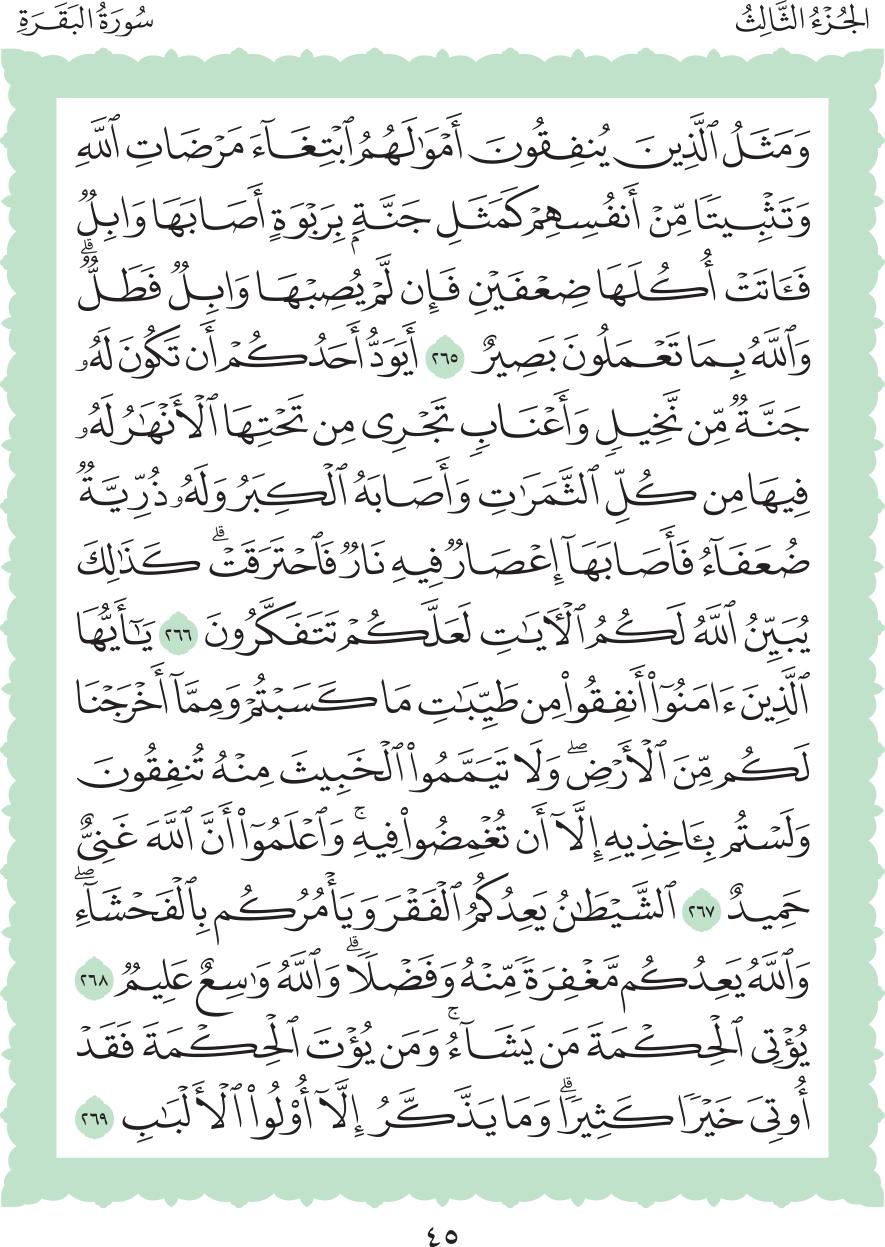 الجُزْءُ الثَّالِثُ
سُورَةُ البَقَرَةِ
وَمَثَلُ ٱلَّذِينَ يُنفِقُونَ أَمْوَٰلَهُمُ ٱبْتِغَآءَ مَرْضَاتِ ٱللَّهِ
وَتَثْبِيتًا مِّنْ أَنفُسِهِمْ كَمَثَلِ جَنَّةٍۭ بِرَبْوَةٍ أَصَابَهَا وَابِلٌ
فَـَٔاتَتْ أُكُلَهَا ضِعْفَيْنِ فَإِن لَّمْ يُصِبْهَا وَابِلٌ فَطَلٌّ ۗ
وَٱللَّهُ بِمَا تَعْمَلُونَ بَصِيرٌ ٢٦٥ أَيَوَدُّ أَحَدُكُمْ أَن تَكُونَ لَهُۥ
جَنَّةٌ مِّن نَّخِيلٍ وَأَعْنَابٍ تَجْرِى مِن تَحْتِهَا ٱلْأَنْهَٰرُ لَهُۥ
فِيهَا مِن كُلِّ ٱلثَّمَرَٰتِ وَأَصَابَهُ ٱلْكِبَرُ وَلَهُۥ ذُرِّيَّةٌ
ضُعَفَآءُ فَأَصَابَهَآ إِعْصَارٌ فِيهِ نَارٌ فَٱحْتَرَقَتْ ۗ كَذَٰلِكَ
يُبَيِّنُ ٱللَّهُ لَكُمُ ٱلْـَٔايَٰتِ لَعَلَّكُمْ تَتَفَكَّرُونَ ٢٦٦ يَٰٓأَيُّهَا
ٱلَّذِينَ ءَامَنُوٓا۟ أَنفِقُوا۟ مِن طَيِّبَٰتِ مَا كَسَبْتُمْ وَمِمَّآ أَخْرَجْنَا
لَكُم مِّنَ ٱلْأَرْضِ ۖ وَلَا تَيَمَّمُوا۟ ٱلْخَبِيثَ مِنْهُ تُنفِقُونَ
وَلَسْتُم بِـَٔاخِذِيهِ إِلَّآ أَن تُغْمِضُوا۟ فِيهِ ۚ وَٱعْلَمُوٓا۟ أَنَّ ٱللَّهَ غَنِىٌّ
حَمِيدٌ ٢٦٧ ٱلشَّيْطَٰنُ يَعِدُكُمُ ٱلْفَقْرَ وَيَأْمُرُكُم بِٱلْفَحْشَآءِ ۖ
وَٱللَّهُ يَعِدُكُم مَّغْفِرَةً مِّنْهُ وَفَضْلًا ۗ وَٱللَّهُ وَٰسِعٌ عَلِيمٌ ٢٦٨
يُؤْتِى ٱلْحِكْمَةَ مَن يَشَآءُ ۚ وَمَن يُؤْتَ ٱلْحِكْمَةَ فَقَدْ
أُوتِىَ خَيْرًا كَثِيرًا ۗ وَمَا يَذَّكَّرُ إِلَّآ أُو۟لُوا۟ ٱلْأَلْبَٰبِ ٢٦٩
٤٥